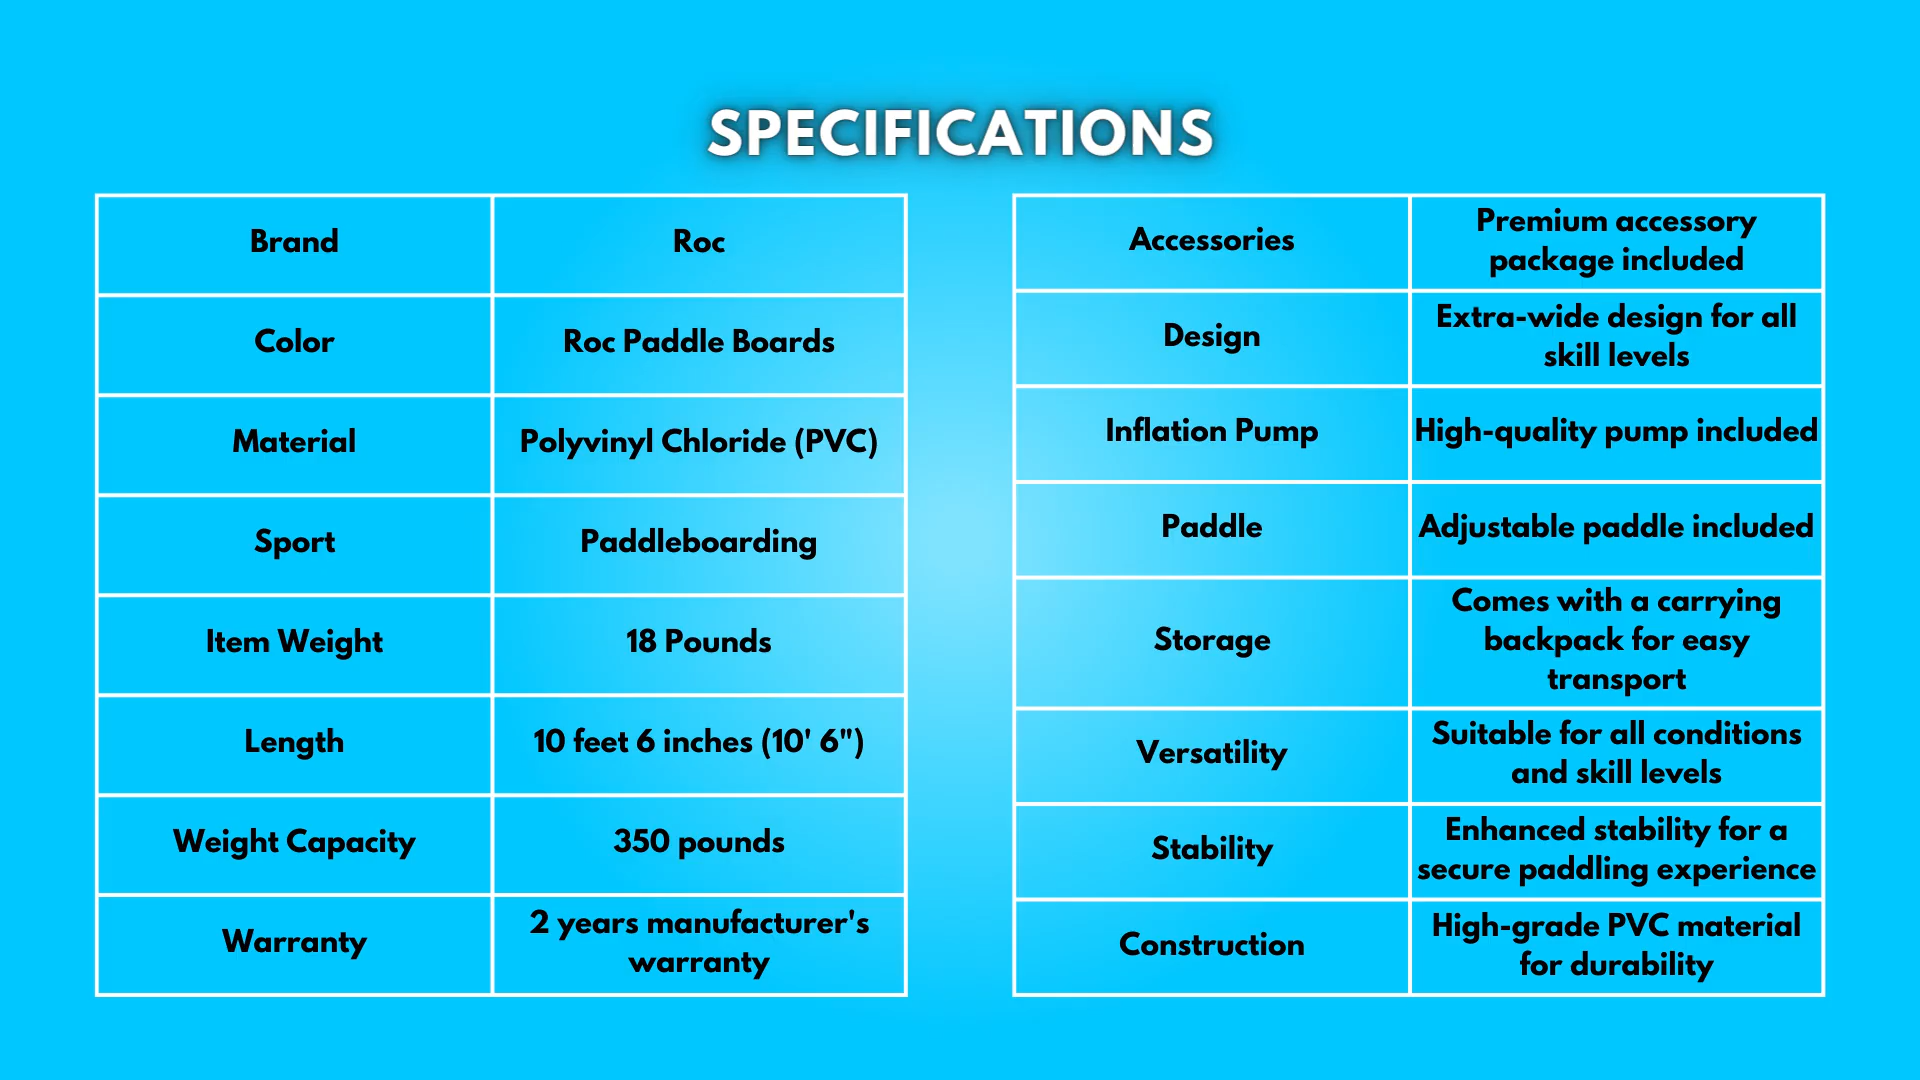 SPECIFICATIONS
Brand
Roc
Color
Roc Paddle Boards
Material
Polyvinyl Chloride (PVC)
Sport
Paddleboarding
Item Weight
18 Pounds
Length
10 feet 6 inches (10' 6")
Weight Capacity
350 pounds
Warranty
2 years manufacturer's
warranty
Accessories
Premium accessory
package included
Design
Extra-wide design for all
skill levels
Inflation Pump
High-quality pump included
Paddle
Adjustable paddle included
Storage
Comes with a carrying
backpack for easy
transport
Versatility
Suitable for all conditions
and skill levels
Stability
Enhanced stability for a
secure paddling experience
Construction
High-grade PVC material
for durability